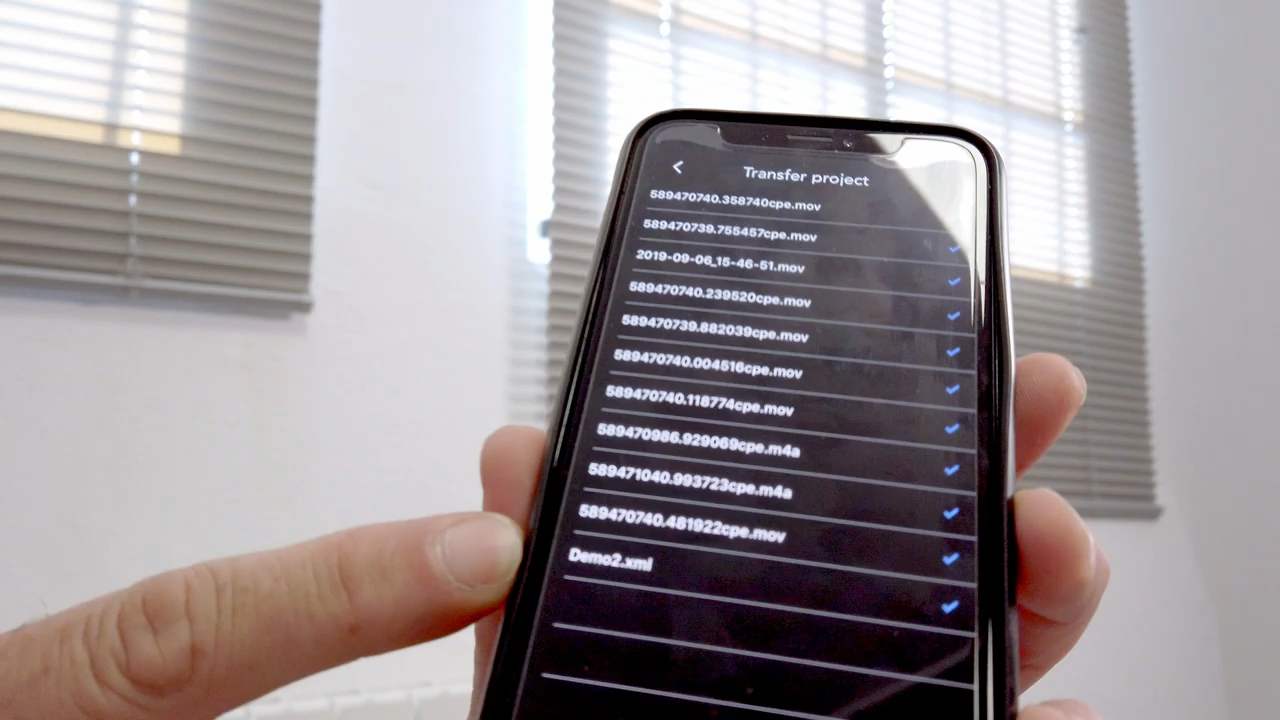 Transfer project
589470740.358740cpe.mov
589470739.755457cpe.mov
2019-09-06_15-46-51.mov
589470740.239520cpe.mov
589470739.882039cpe.mov
589470740.004516cpe.mov
589470740.118774cpe.mov
589470986.929069cpe.m4a
589471040.993723cpe.m4a
589470740.481922cpe.mov
Demo2.xml